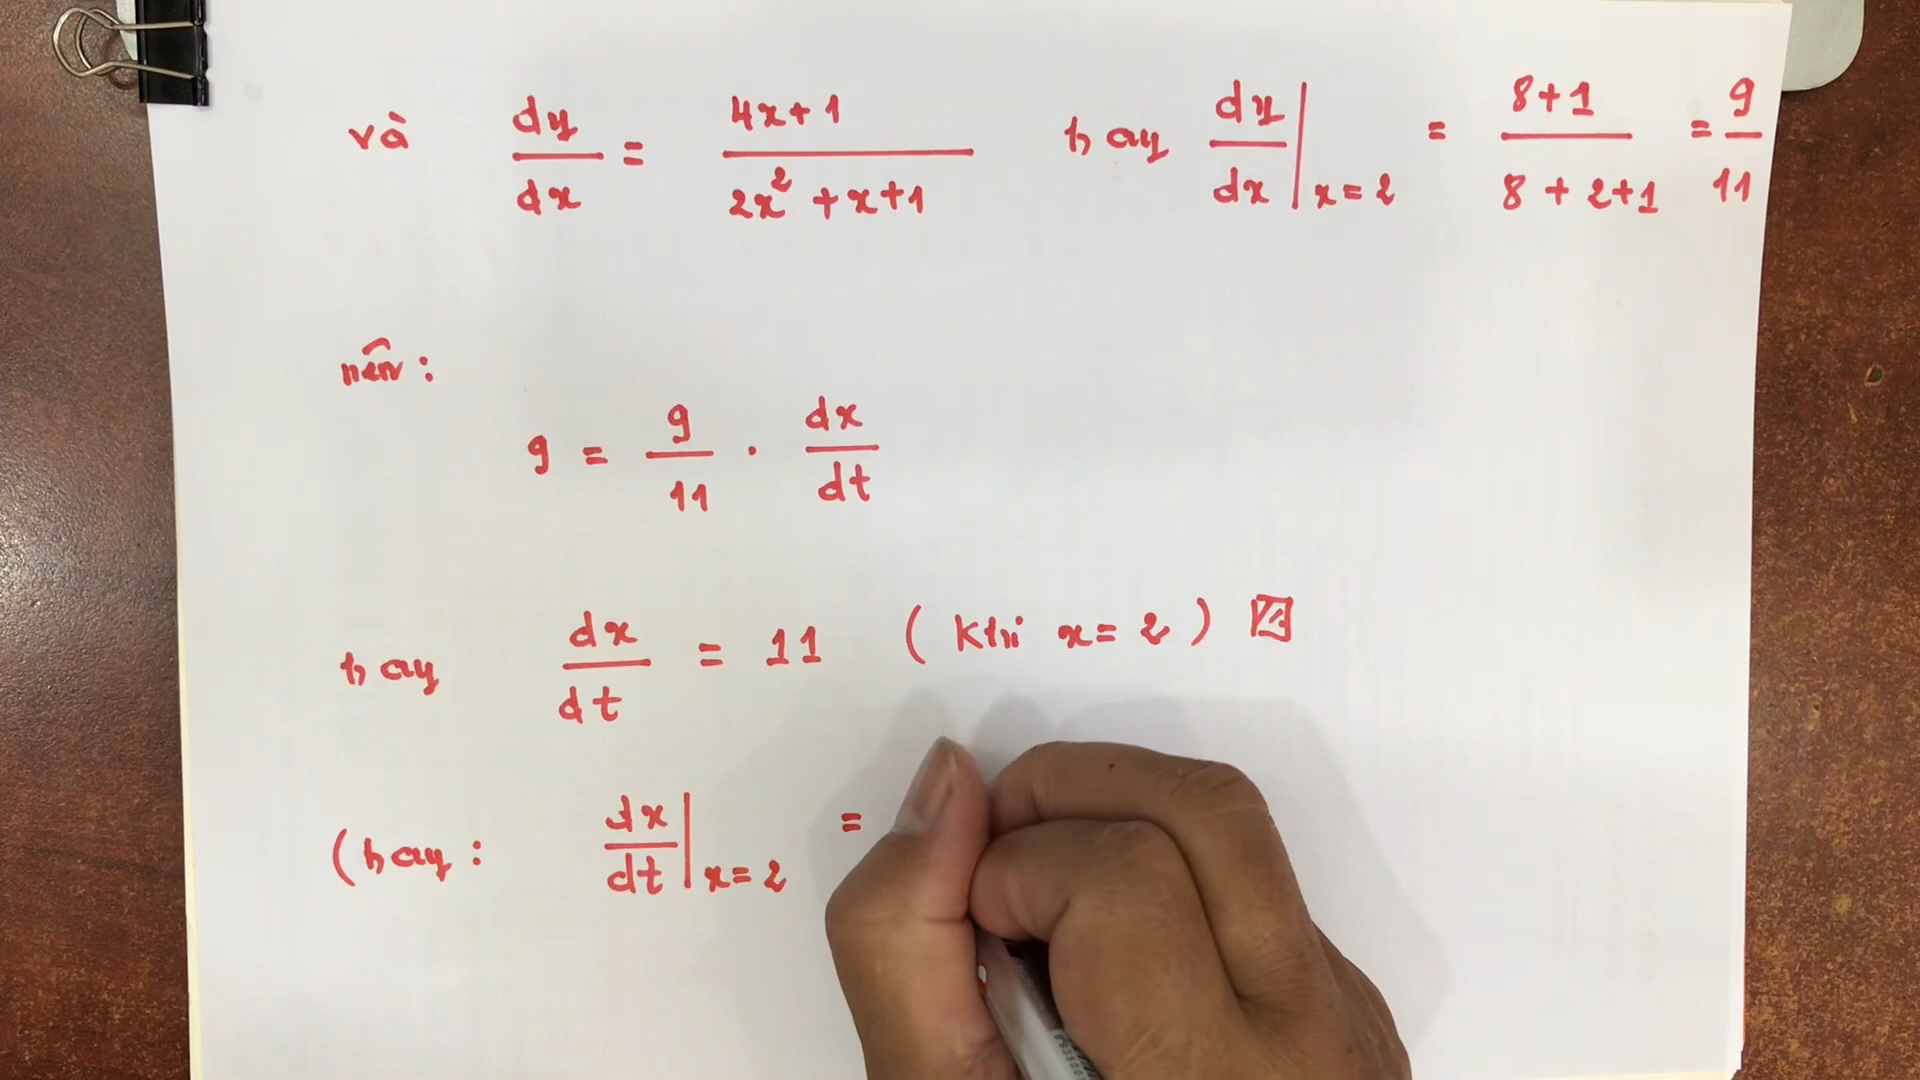 và dy/dx = (4x+1)/(2x²+x+1) hay dy/dx|x=2 = (8+1)/(8+2+1) = 9/11
nên:
9 = 9/11 · dx/dt
hay dx/dt = 11 (Khi x=2)
(hay: dx/dt|x=2 =